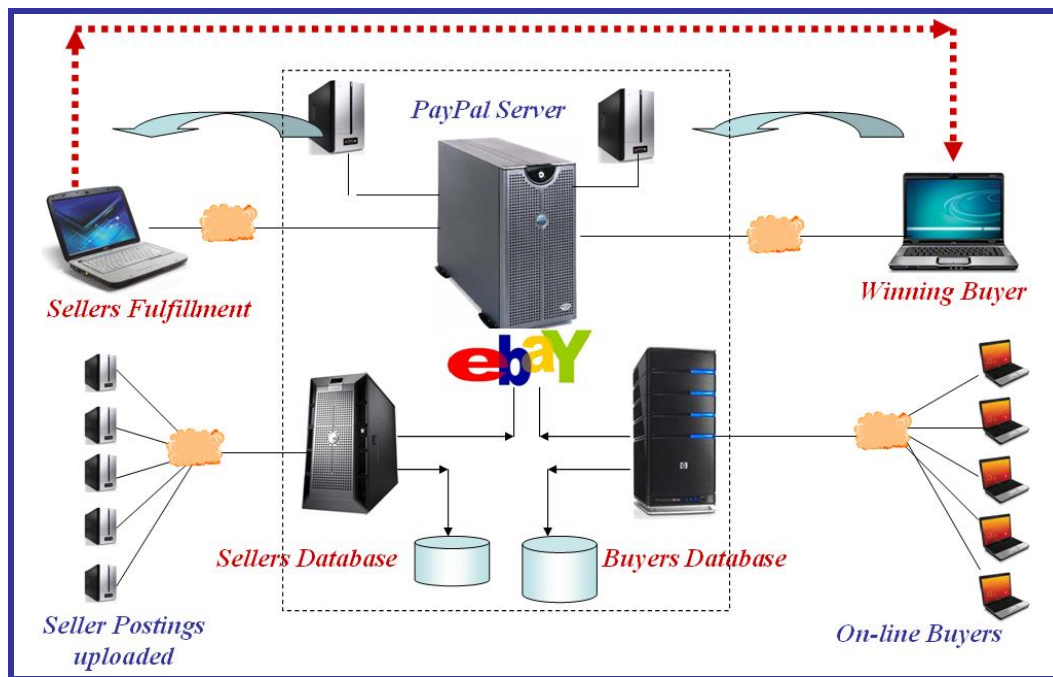 PayPal Server
Sellers Fulfillment
Winning Buyer
ebaY
Sellers Database
Buyers Database
Seller Postings
uploaded
On-line Buyers